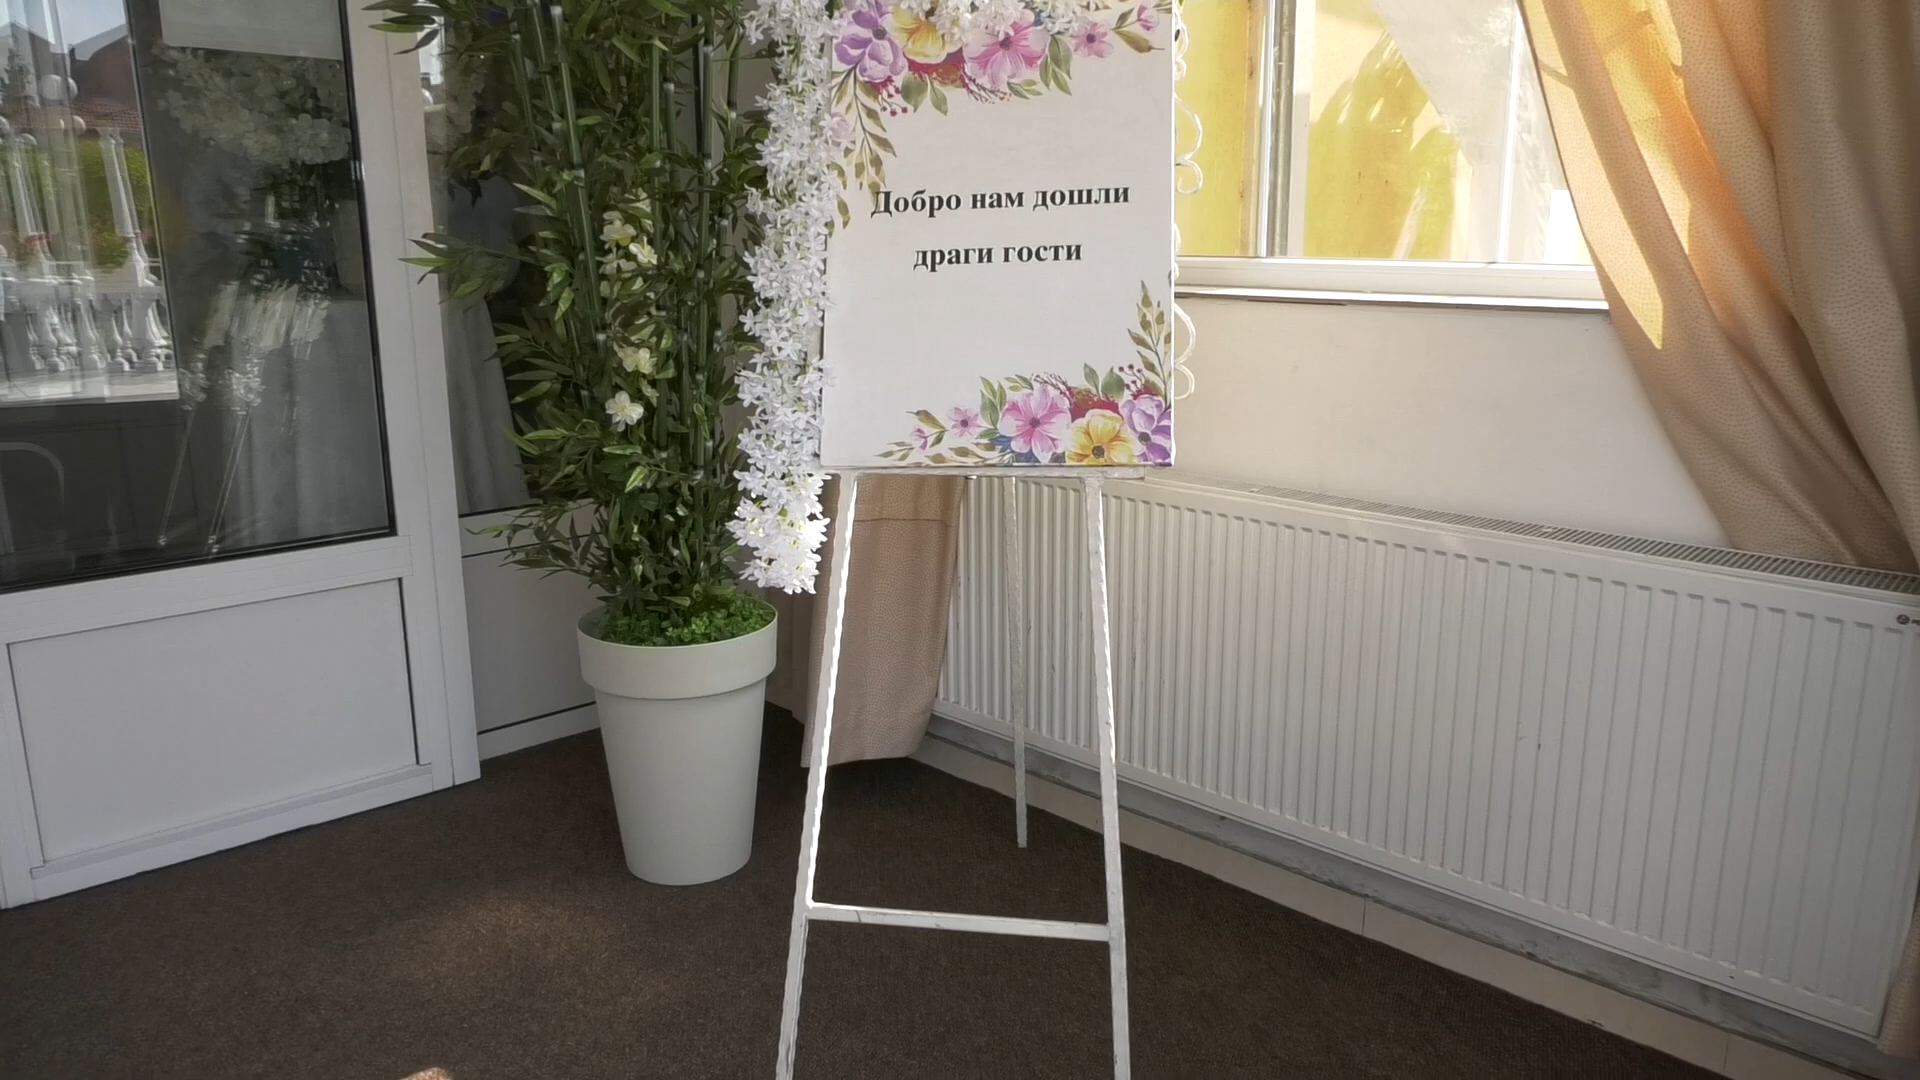 Добро нам дошли
драги гости